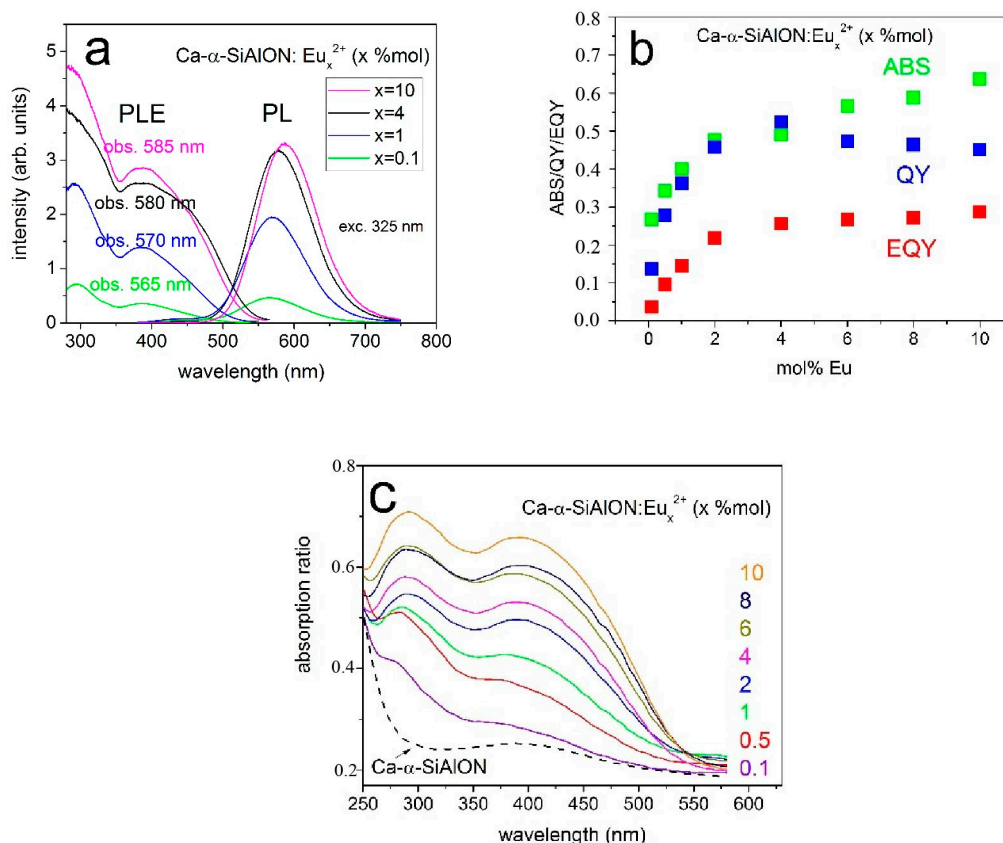 a
Ca-α-SiAlON: Euₓ²⁺ (x %mol)
PLE
PL
x=10
x=4
x=1
x=0.1
obs. 585 nm
obs. 580 nm
obs. 570 nm
obs. 565 nm
exc. 325 nm
5
4
3
2
1
0
intensity (arb. units)
300 400 500 600 700 800
wavelength (nm)
b
Ca-α-SiAlON:Euₓ²⁺ (x %mol)
ABS
QY
EQY
0.8
0.7
0.6
0.5
0.4
0.3
0.2
0.1
0.0
ABS/QY/EQY
0 2 4 6 8 10
mol% Eu
C
Ca-α-SiAlON:Euₓ²⁺ (x %mol)
10
8
6
4
2
1
0.5
0.1
Ca-α-SiAlON
0.8
0.6
0.4
0.2
absorption ratio
250 300 350 400 450 500 550 600
wavelength (nm)